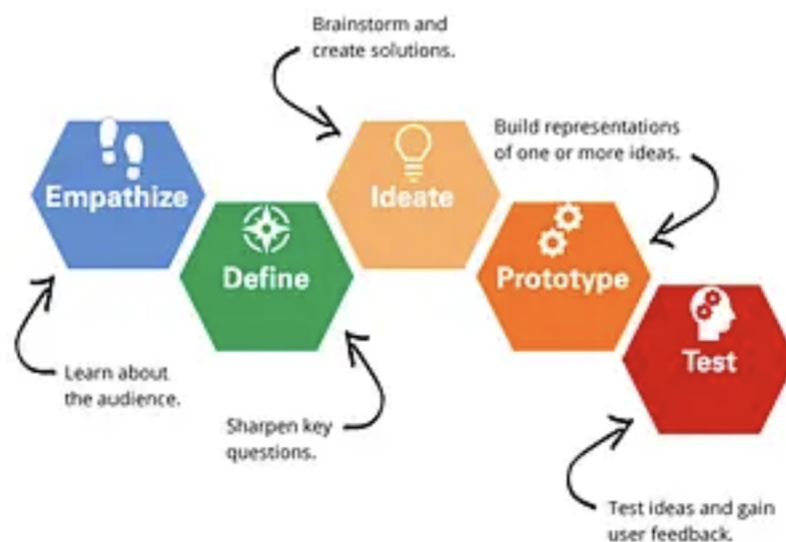 Brainstorm and
create solutions.
Build representations
of one or more ideas.
Empathize
Ideate
Define
Prototype
Test
Learn about
the audience.
Sharpen key
questions.
Test ideas and gain
user feedback.